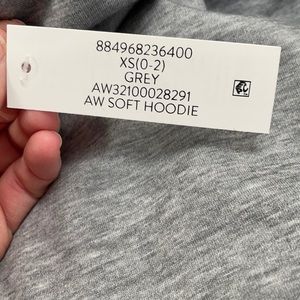 884968236400
XS(0-2)
GREY
AW32100028291
AW SOFT HOODIE